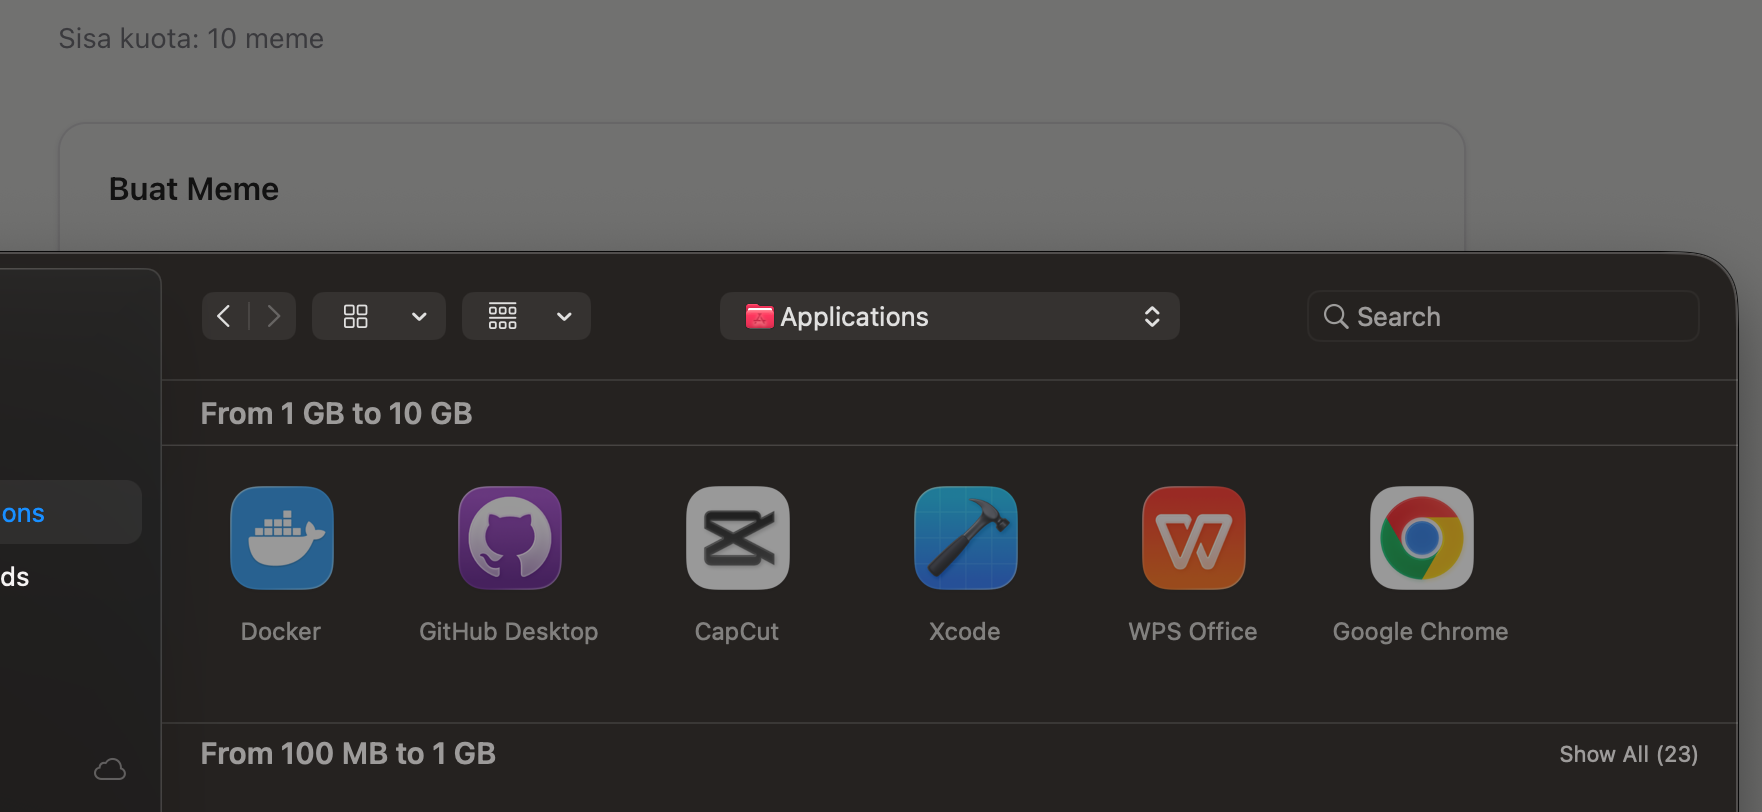 Sisa kuota: 10 meme
Buat Meme
Applications
Search
From 1 GB to 10 GB
ons
ds
Docker
GitHub Desktop
CapCut
Xcode
WPS Office
Google Chrome
From 100 MB to 1 GB
Show All (23)